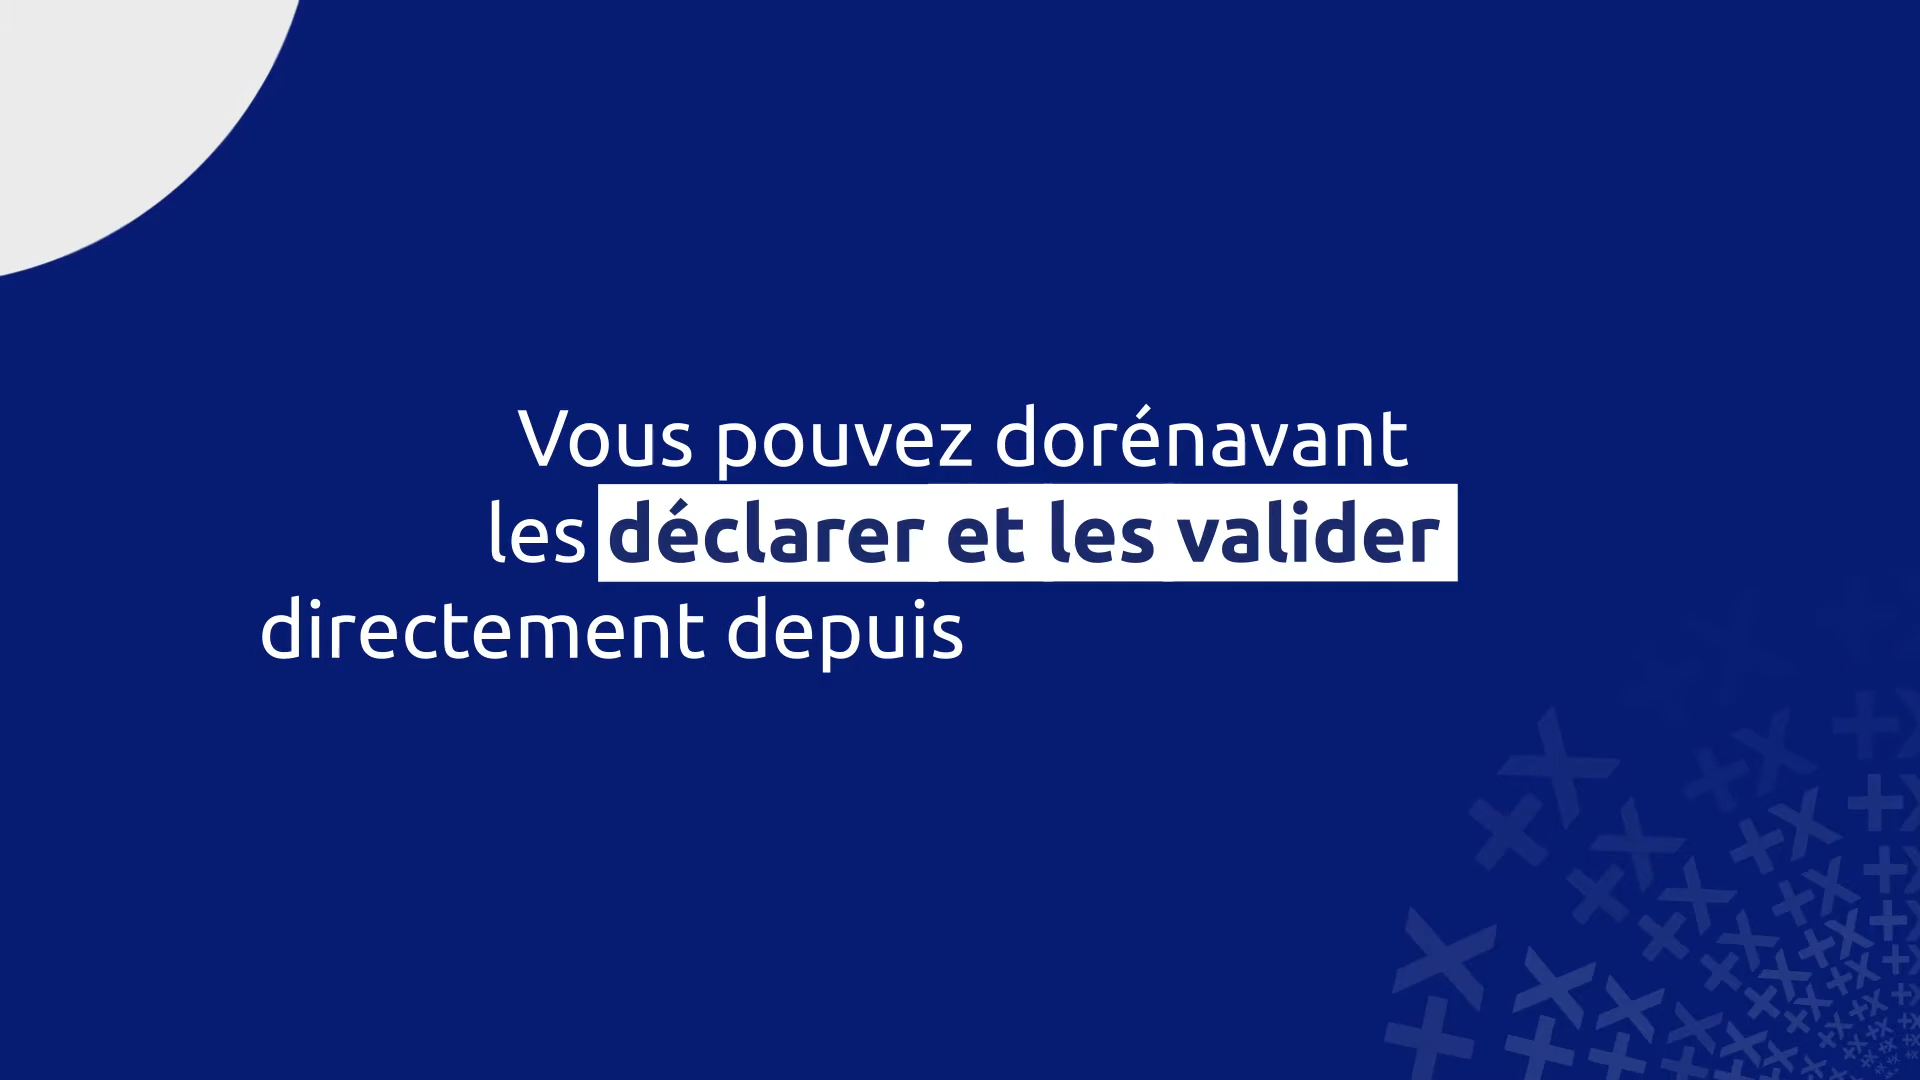 Vous pouvez dorénavant
les déclarer et les valider
directement depuis